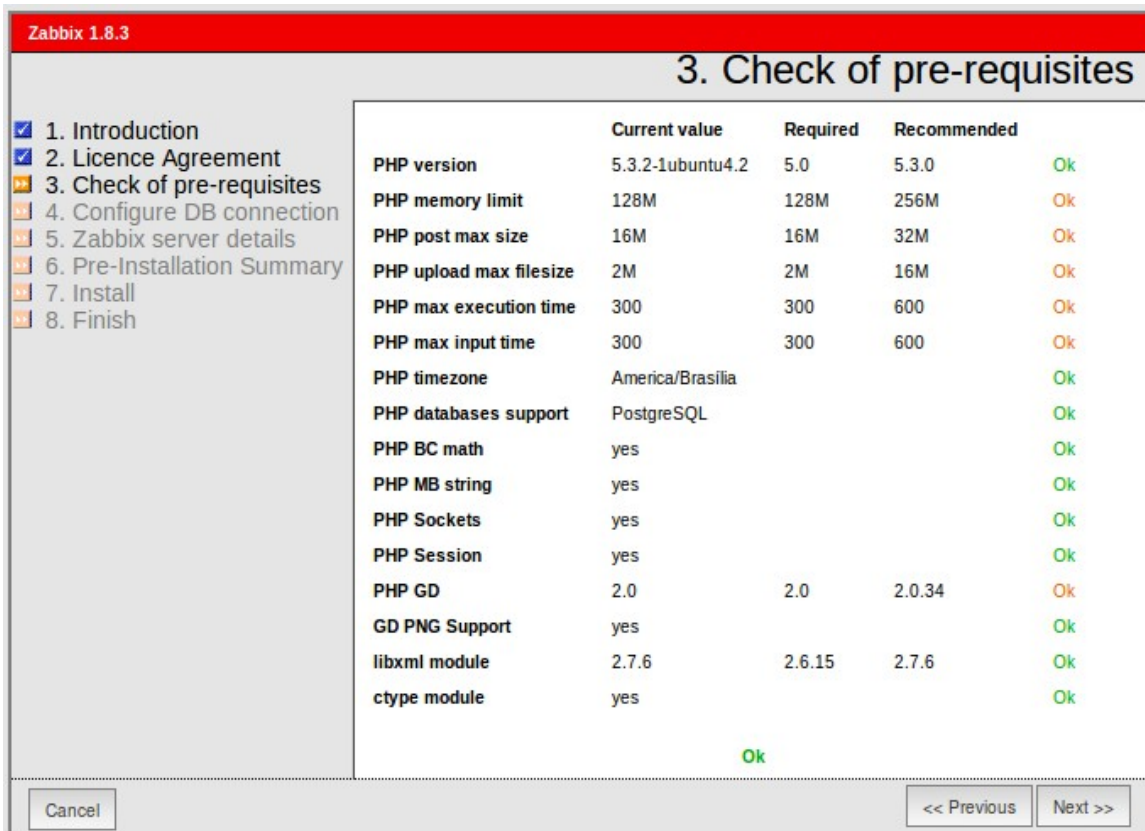 Zabbix 1.8.3
3. Check of pre-requisites
1. Introduction
2. Licence Agreement
3. Check of pre-requisites
4. Configure DB connection
5. Zabbix server details
6. Pre-Installation Summary
7. Install
8. Finish
Current value Required Recommended
PHP version 5.3.2-1ubuntu4.2 5.0 5.3.0 Ok
PHP memory limit 128M 128M 256M Ok
PHP post max size 16M 16M 32M Ok
PHP upload max filesize 2M 2M 16M Ok
PHP max execution time 300 300 600 Ok
PHP max input time 300 300 600 Ok
PHP timezone America/Brasília Ok
PHP databases support PostgreSQL Ok
PHP BC math yes Ok
PHP MB string yes Ok
PHP Sockets yes Ok
PHP Session yes Ok
PHP GD 2.0 2.0 2.0.34 Ok
GD PNG Support yes Ok
libxml module 2.7.6 2.6.15 2.7.6 Ok
ctype module yes Ok
Ok
Cancel << Previous Next >>